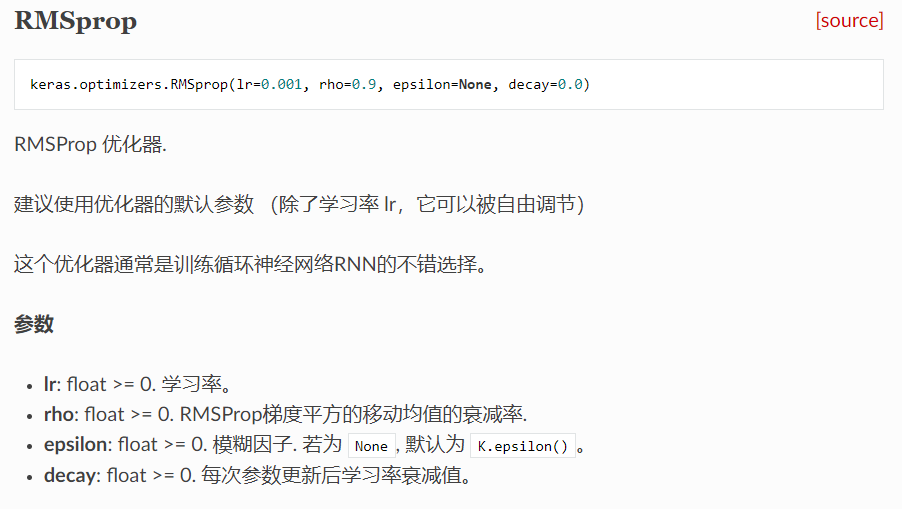 RMSprop
[source]
keras.optimizers.RMSprop(lr=0.001, rho=0.9, epsilon=None, decay=0.0)
RMSProp 优化器.
建议使用优化器的默认参数 （除了学习率 lr，它可以被自由调节）
这个优化器通常是训练循环神经网络RNN的不错选择。
参数
• lr: float >= 0. 学习率。
• rho: float >= 0. RMSProp梯度平方的移动均值的衰减率.
• epsilon: float >= 0. 模糊因子. 若为 None, 默认为 K.epsilon()。
• decay: float >= 0. 每次参数更新后学习率衰减值。